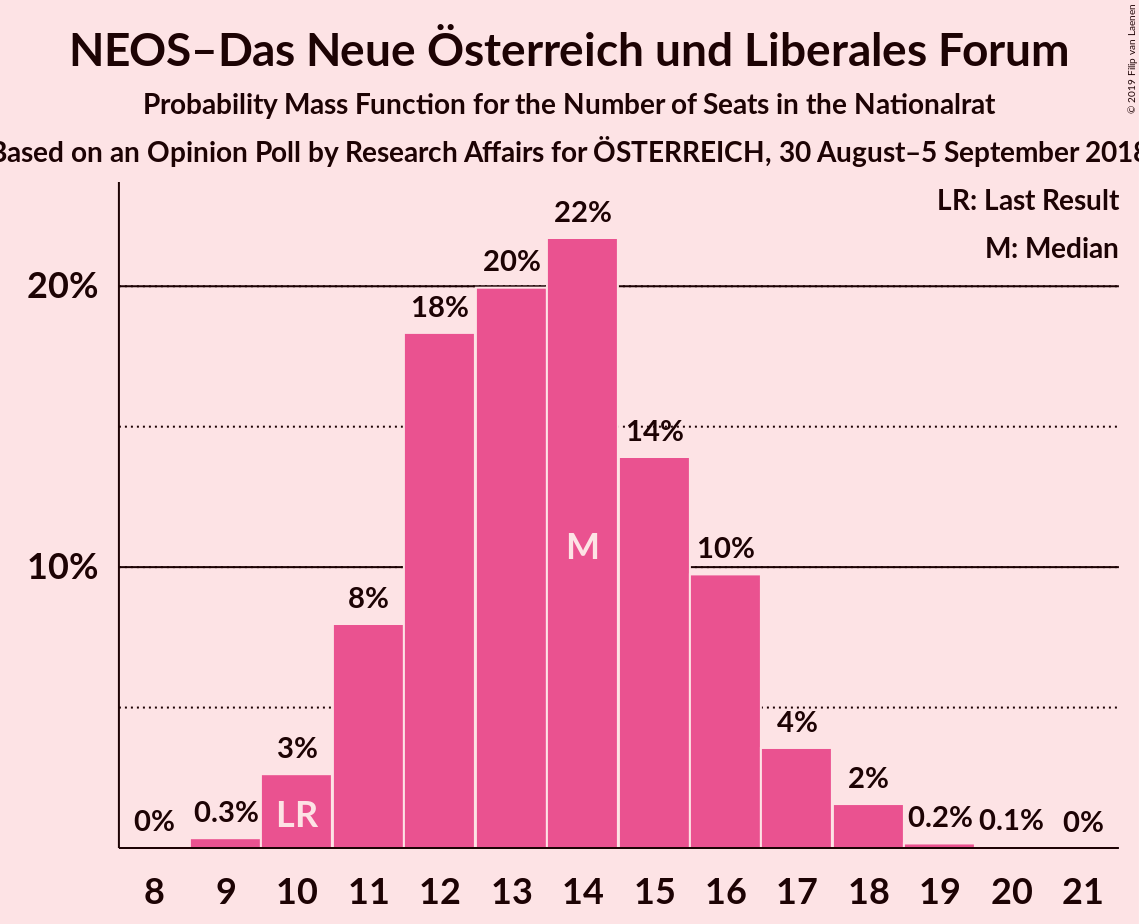 NEOS–Das Neue Österreich und Liberales Forum
Probability Mass Function for the Number of Seats in the Nationalrat
Based on an Opinion Poll by Research Affairs for ÖSTERREICH, 30 August–5 September 2018
© 2019 Filip van Laenen
LR: Last Result
M: Median
20%
10%
0%
0.3%
3%
8%
18%
20%
22%
14%
10%
4%
2%
0.2%
0.1%
0%
LR
M
8 9 10 11 12 13 14 15 16 17 18 19 20 21